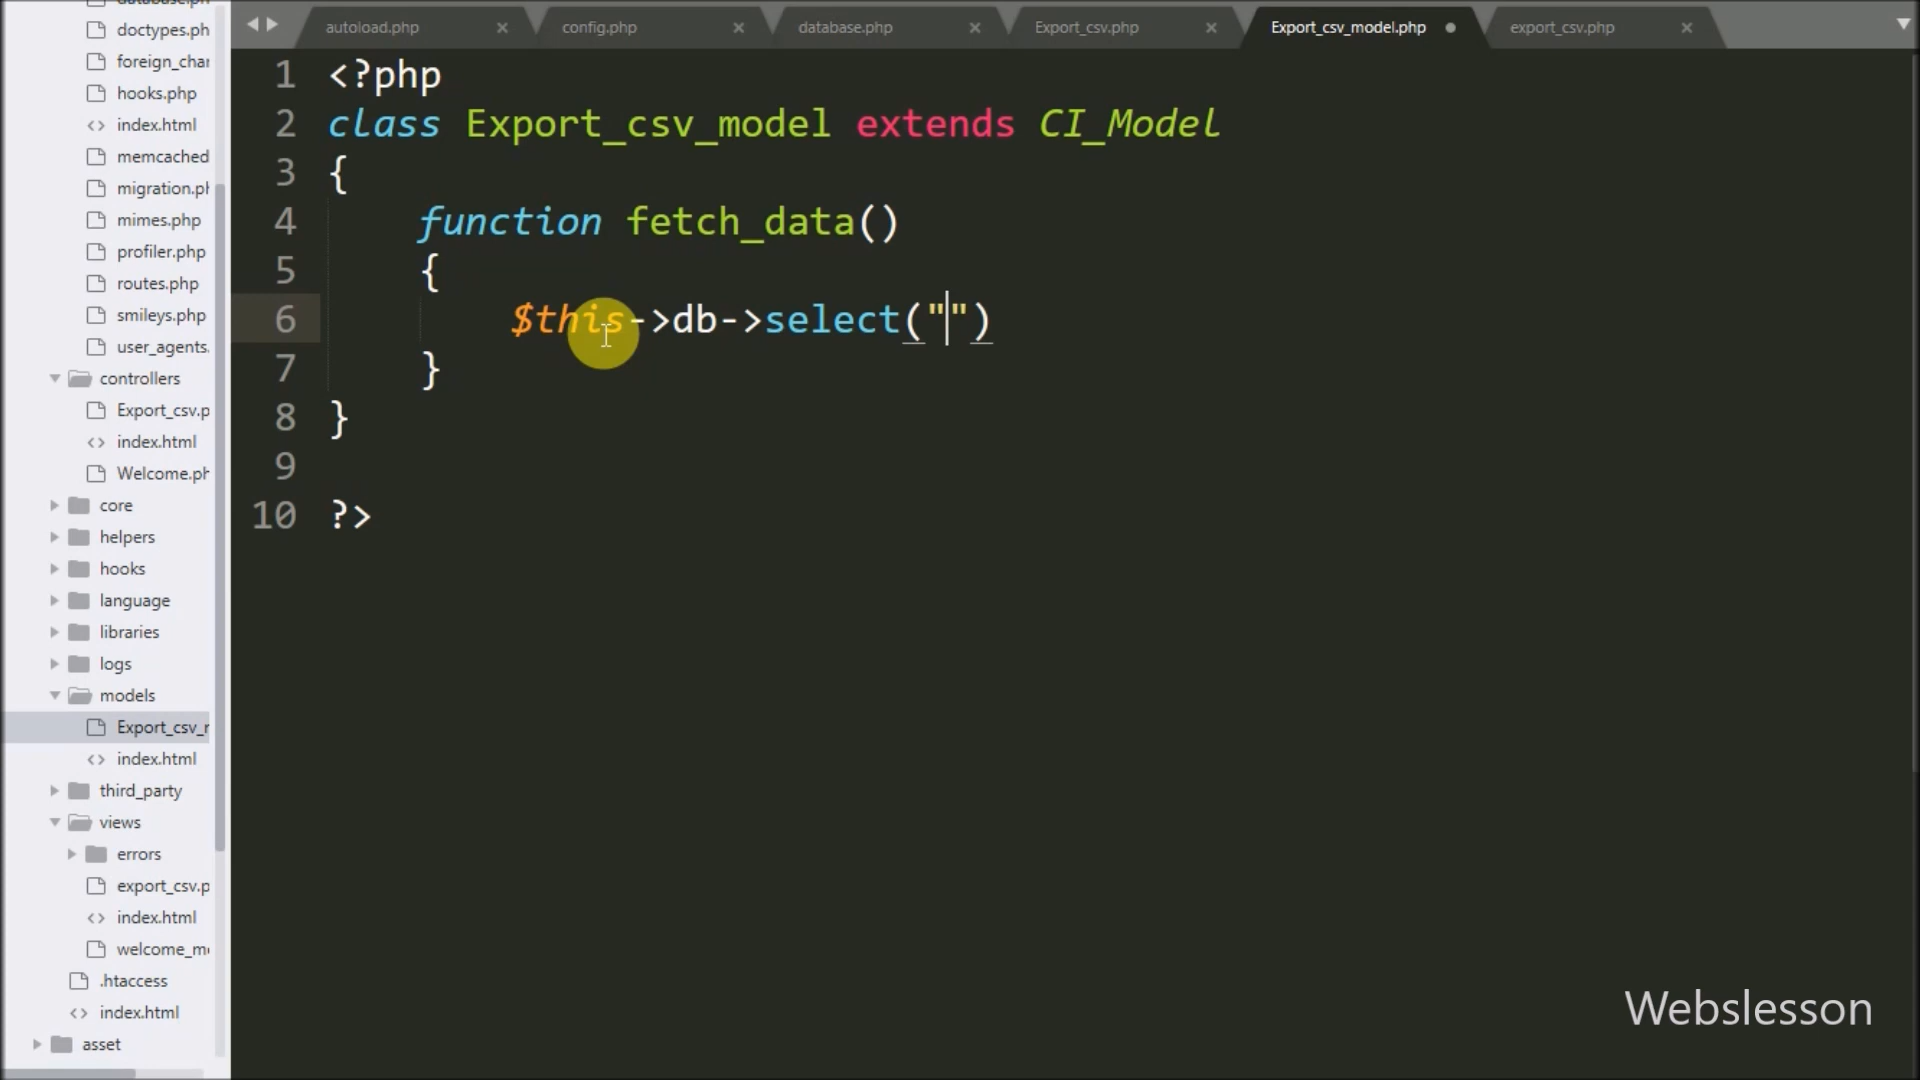 autoload.php
config.php
database.php
Export_csv.php
Export_csv_model.php
export_csv.php
doctypes.ph
foreign_char
hooks.php
index.html
memcached
migration.ph
mimes.php
profiler.php
routes.php
smileys.php
user_agents.
controllers
Export_csv.p
index.html
Welcome.ph
core
helpers
hooks
language
libraries
logs
models
Export_csv_r
index.html
third_party
views
errors
export_csv.p
index.html
welcome_m
.htaccess
index.html
asset
1 <?php
2 class Export_csv_model extends CI_Model
3 {
4 function fetch_data()
5 {
6 $this->db->select("")
7 }
8 }
9
10 ?>
Webslesson